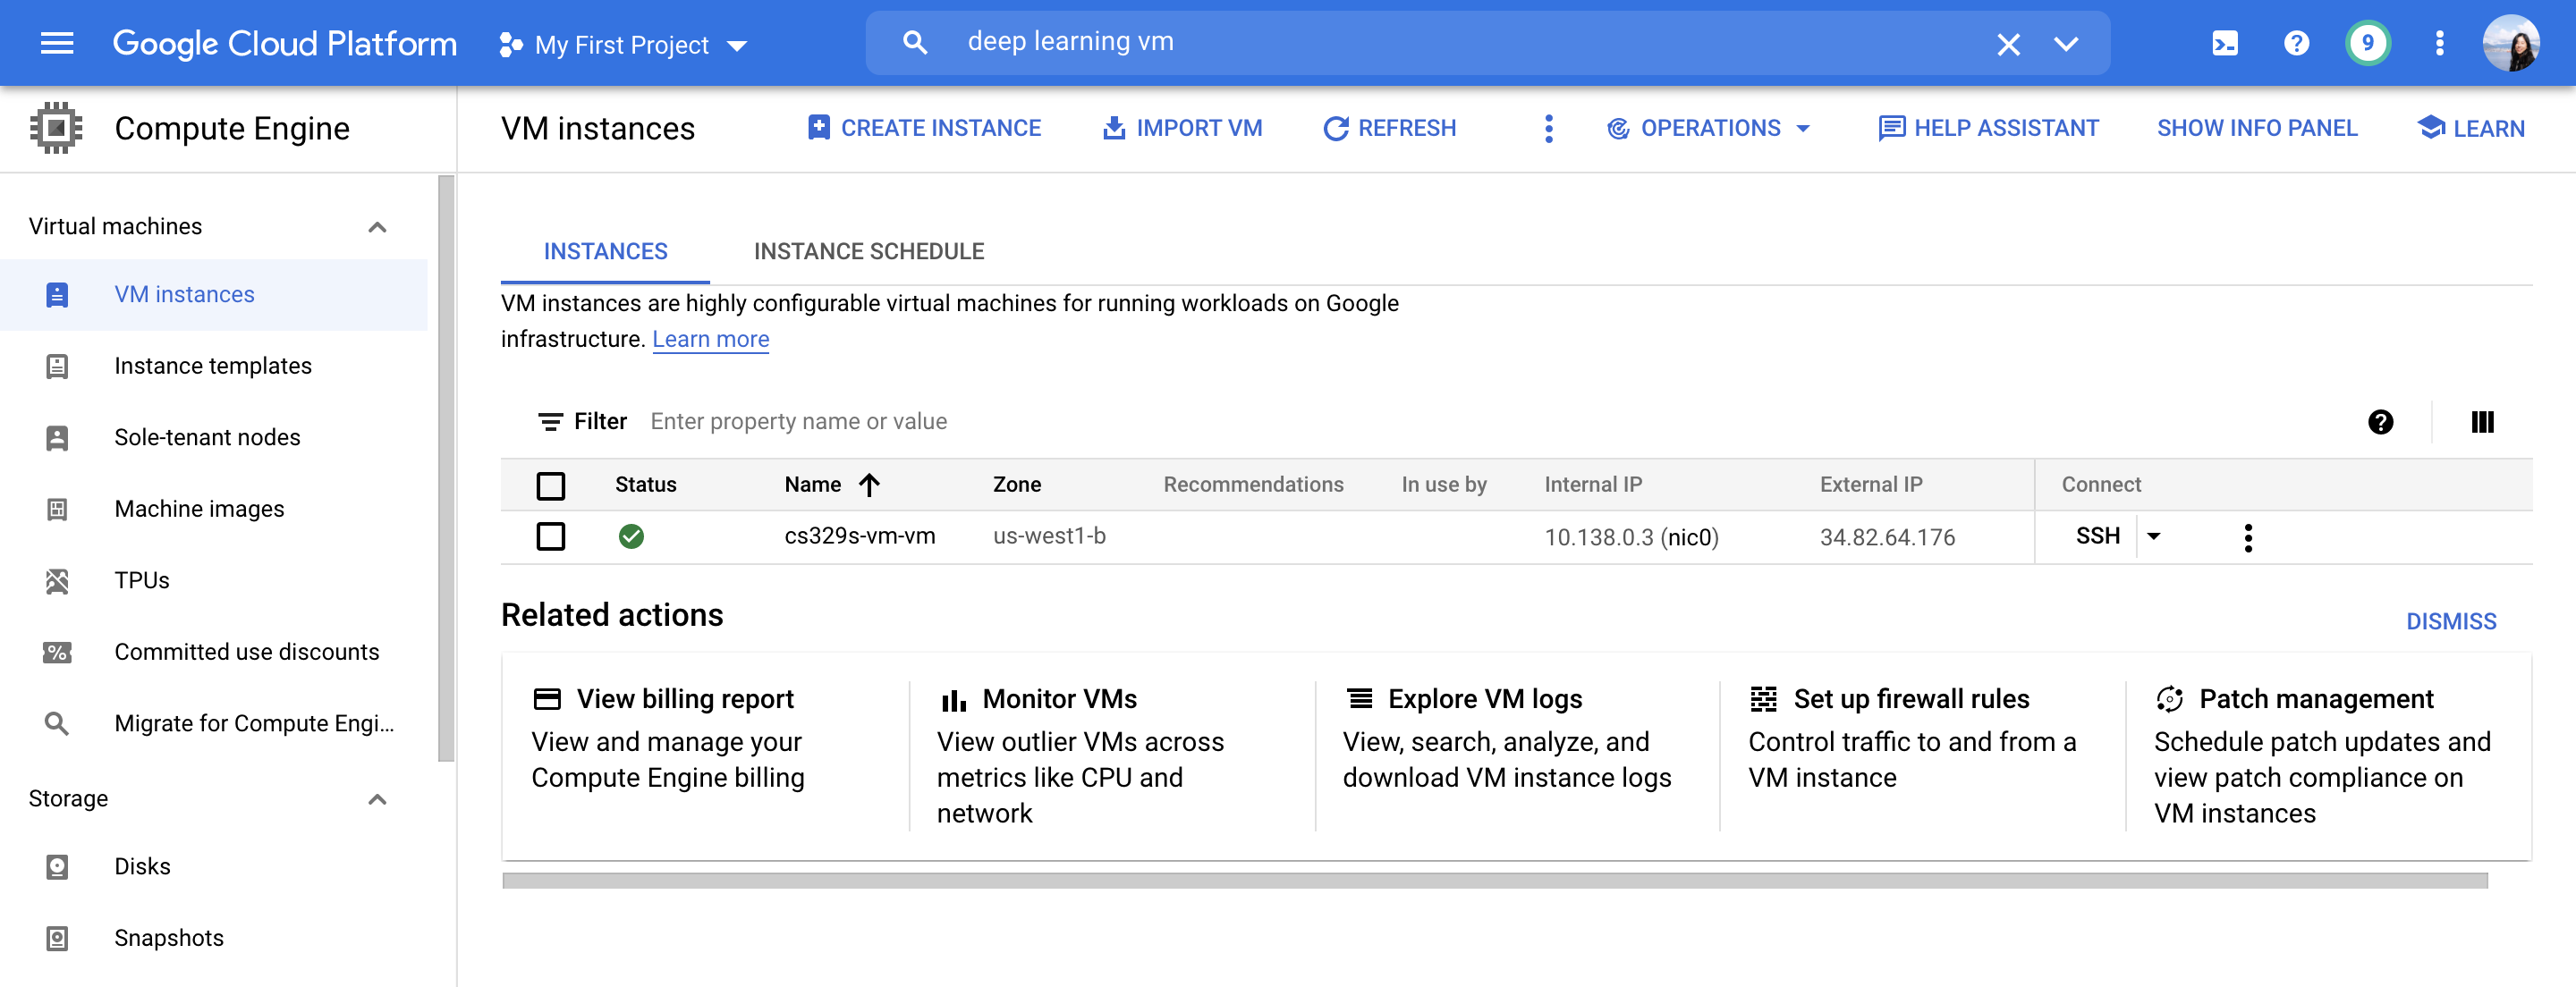 Google Cloud Platform
My First Project
deep learning vm
9
Compute Engine
VM instances
CREATE INSTANCE
IMPORT VM
REFRESH
OPERATIONS
HELP ASSISTANT
SHOW INFO PANEL
LEARN
Virtual machines
VM instances
Instance templates
Sole-tenant nodes
Machine images
TPUs
Committed use discounts
Migrate for Compute Engi...
Storage
Disks
Snapshots
INSTANCES
INSTANCE SCHEDULE
VM instances are highly configurable virtual machines for running workloads on Google
infrastructure. Learn more
Filter Enter property name or value
Status Name Zone Recommendations In use by Internal IP External IP Connect
cs329s-vm-vm us-west1-b 10.138.0.3 (nic0) 34.82.64.176 SSH
Related actions
DISMISS
View billing report
View and manage your
Compute Engine billing
Monitor VMs
View outlier VMs across
metrics like CPU and
network
Explore VM logs
View, search, analyze, and
download VM instance logs
Set up firewall rules
Control traffic to and from a
VM instance
Patch management
Schedule patch updates and
view patch compliance on
VM instances